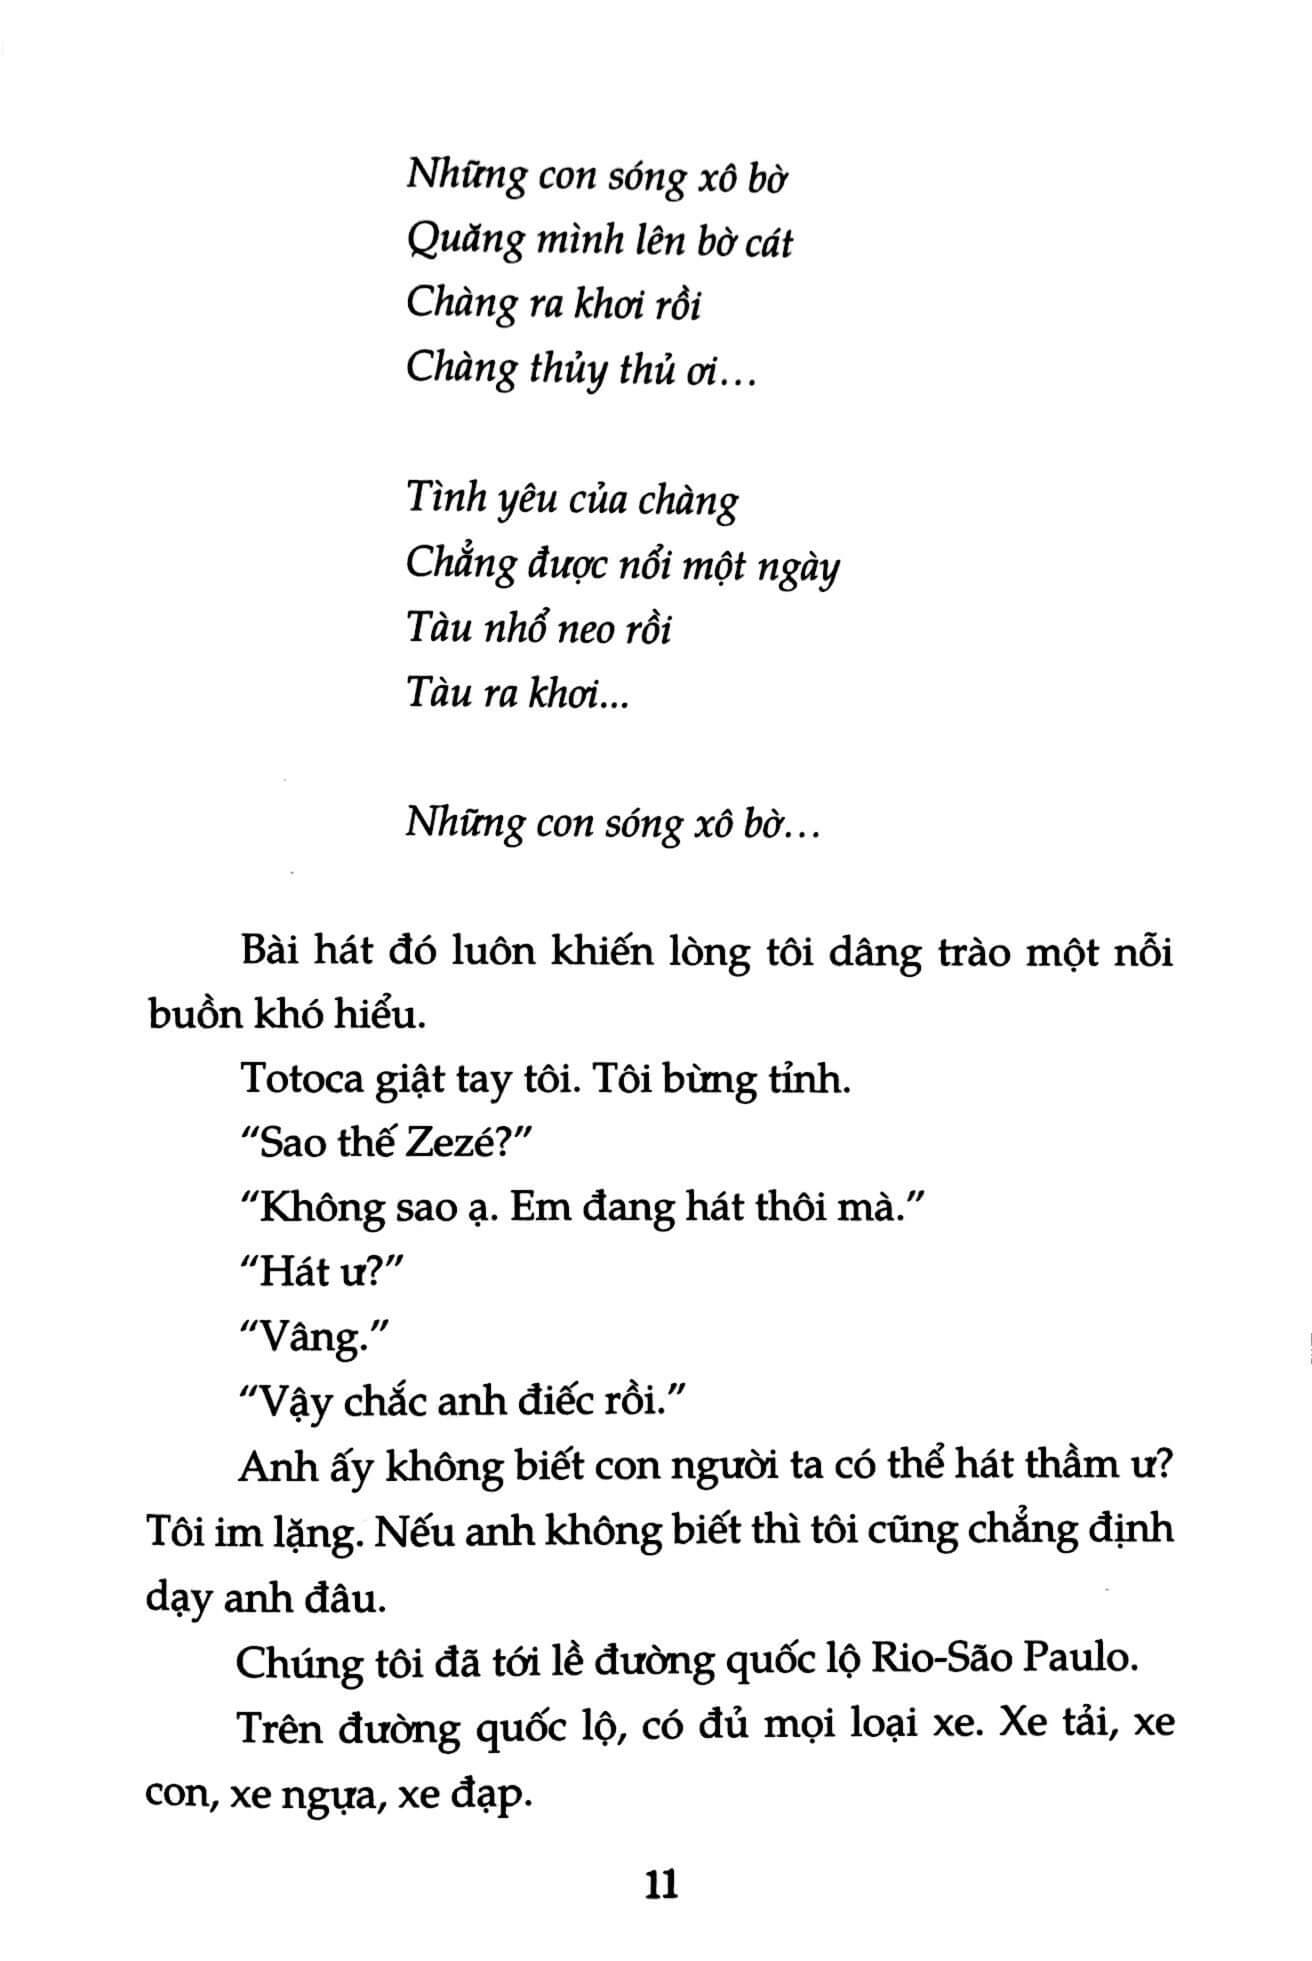 Những con sóng xô bờ
Quăng mình lên bờ cát
Chàng ra khơi rồi
Chàng thủy thủ ơi...
Tình yêu của chàng
Chẳng được nổi một ngày
Tàu nhổ neo rồi
Tàu ra khơi...
Những con sóng xô bờ...
Bài hát đó luôn khiến lòng tôi dâng trào một nỗi
buồn khó hiểu.
Totoca giật tay tôi. Tôi bừng tỉnh.
“Sao thế Zezé?”
“Không sao ạ. Em đang hát thôi mà.”
“Hát ư?”
“Vâng.”
“Vậy chắc anh điếc rồi.”
Anh ấy không biết con người ta có thể hát thầm ư?
Tôi im lặng. Nếu anh không biết thì tôi cũng chẳng định
dạy anh đâu.
Chúng tôi đã tới lề đường quốc lộ Rio-São Paulo.
Trên đường quốc lộ, có đủ mọi loại xe. Xe tải, xe
con, xe ngựa, xe đạp.
11